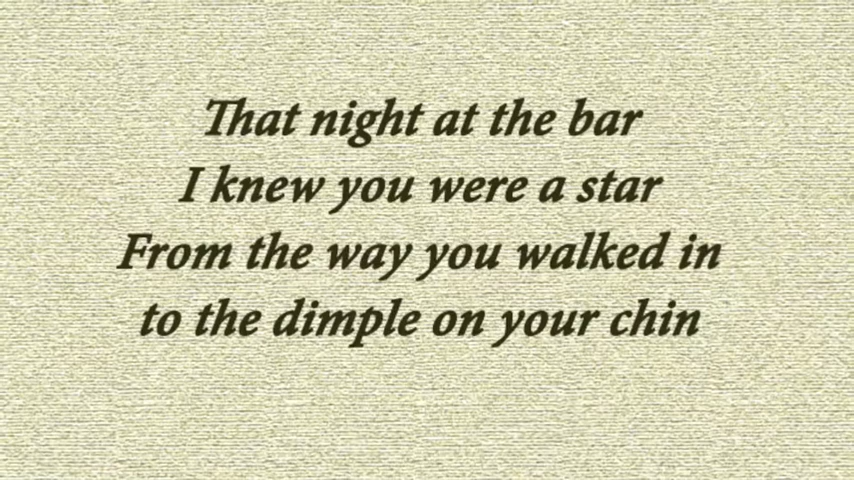 That night at the bar
I knew you were a star
From the way you walked in
to the dimple on your chin